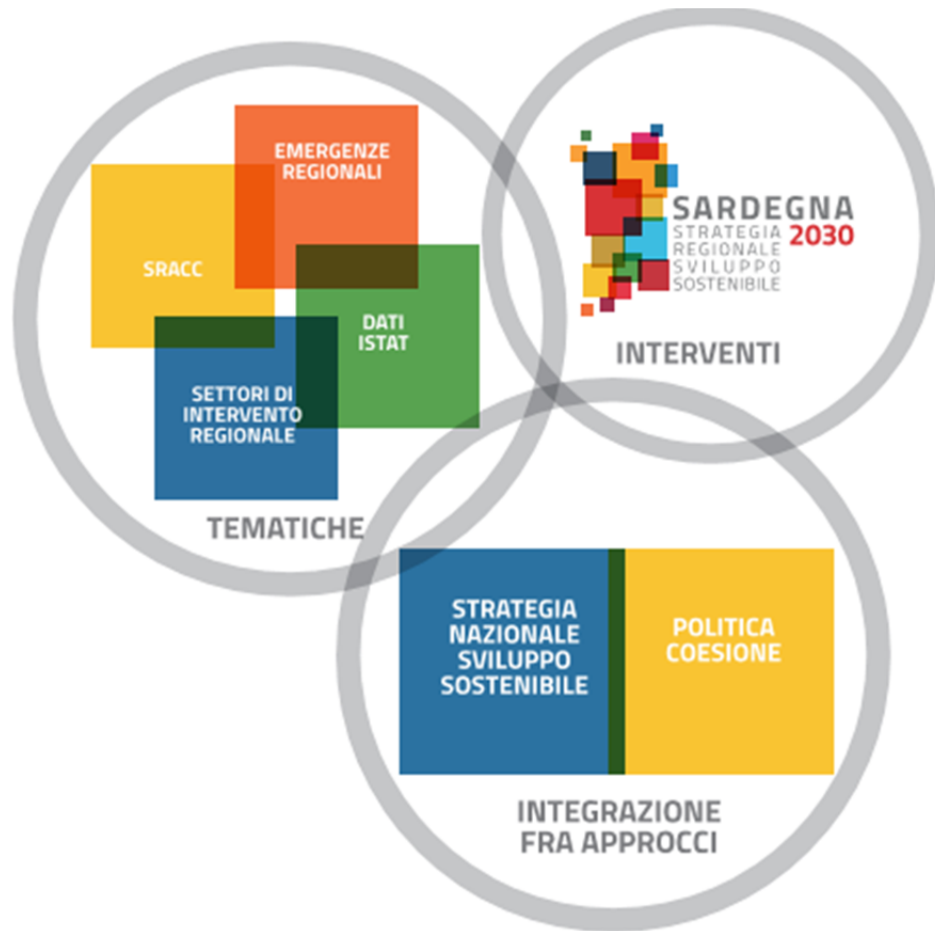 EMERGENZE
REGIONALI
SRACC
DATI
ISTAT
SETTORI DI
INTERVENTO
REGIONALE
TEMATICHE
SARDEGNA
STRATEGIA 2030
REGIONALE
SVILUPPO
SOSTENIBILE
INTERVENTI
STRATEGIA
NAZIONALE
SVILUPPO
SOSTENIBILE
POLITICA
COESIONE
INTEGRAZIONE
FRA APPROCCI